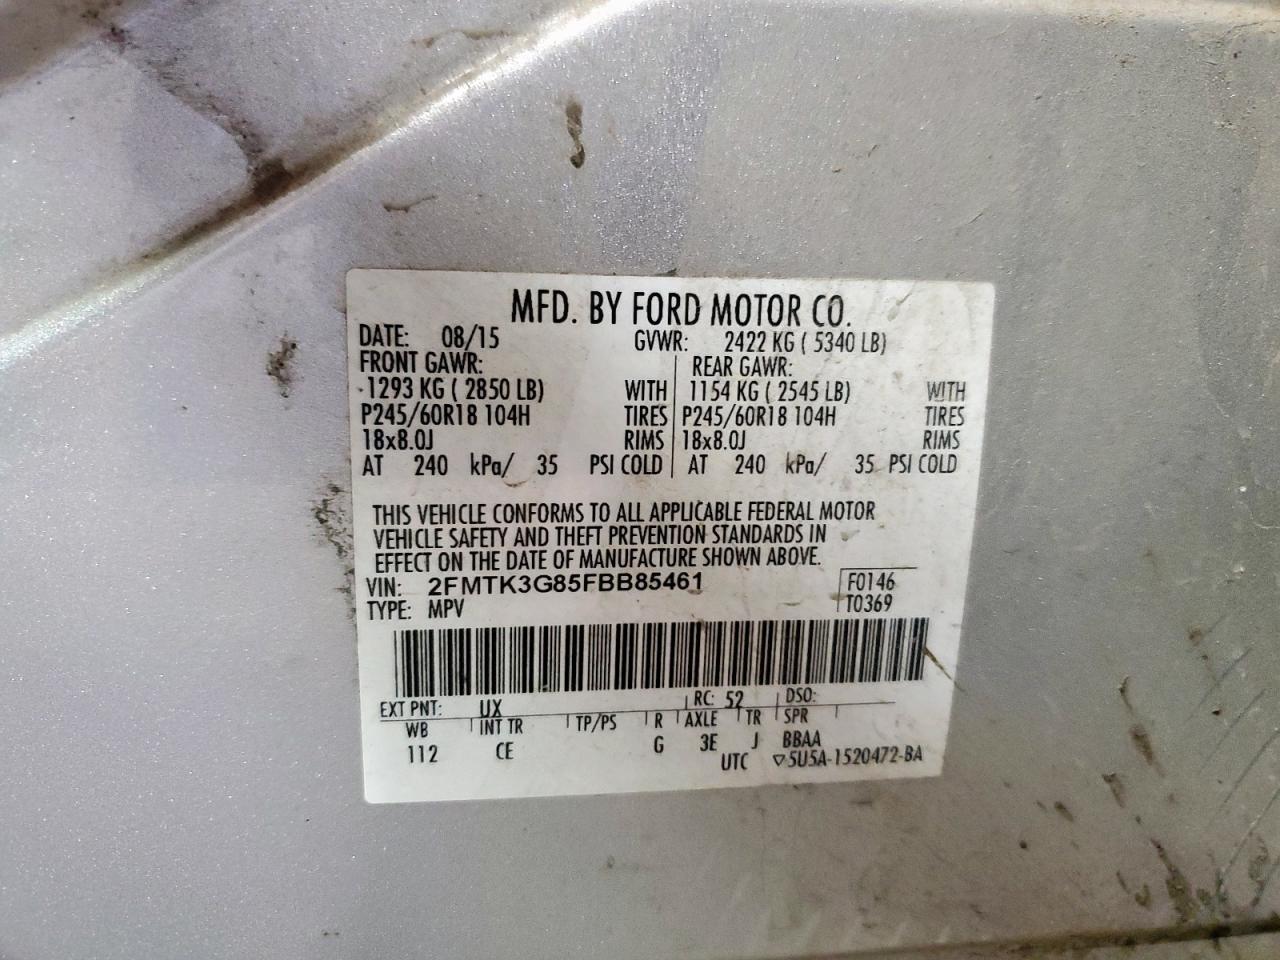 MFD. BY FORD MOTOR CO.
DATE: 08/15 GVWR: 2422 KG ( 5340 LB)
FRONT GAWR: REAR GAWR:
1293 KG ( 2850 LB) WITH 1154 KG ( 2545 LB) WITH
P245/60R18 104H TIRES P245/60R18 104H TIRES
18x8.0J RIMS 18x8.0J RIMS
AT 240 kPa/ 35 PSI COLD AT 240 kPa/ 35 PSI COLD
THIS VEHICLE CONFORMS TO ALL APPLICABLE FEDERAL MOTOR
VEHICLE SAFETY AND THEFT PREVENTION STANDARDS IN
EFFECT ON THE DATE OF MANUFACTURE SHOWN ABOVE.
VIN: 2FMTK3G85FBB85461 F0146
TYPE: MPV T0369
EXT PNT: UX RC: 52 DSO:
WB INT TR TP/PS R AXLE TR SPR
112 CE G 3E J BBAA
UTC ▽5U5A-1520472-BA